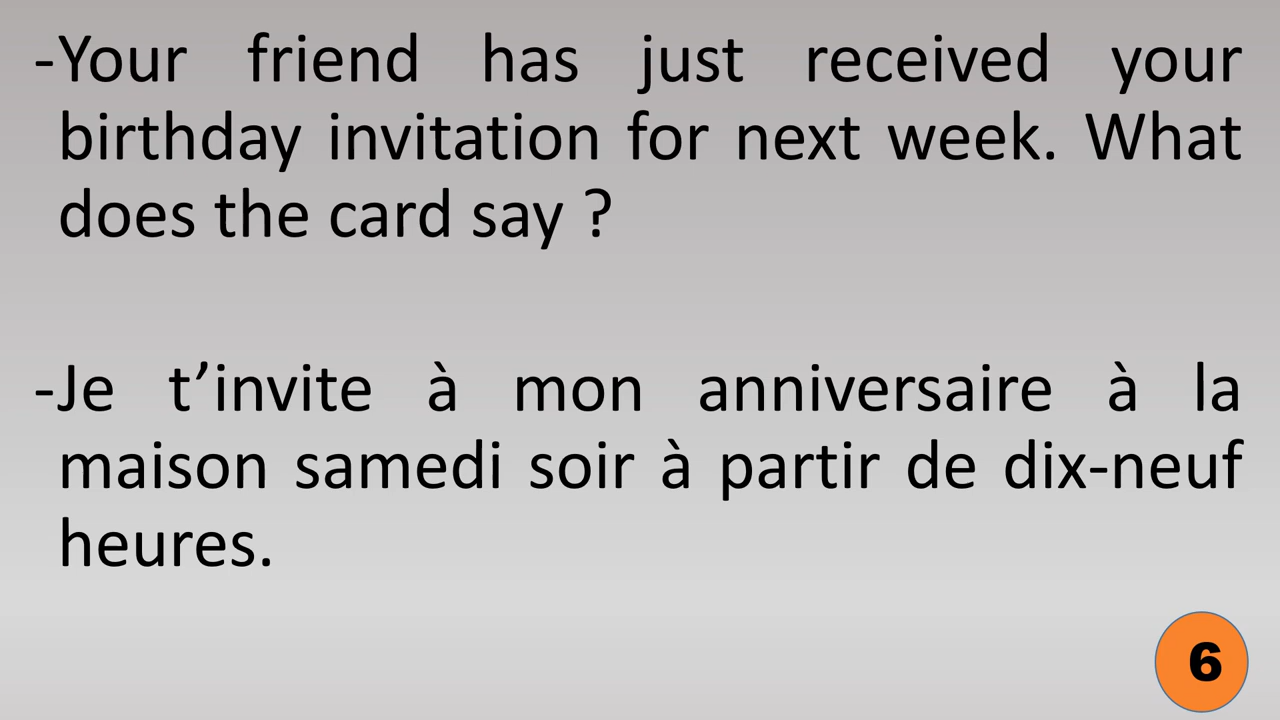 -Your friend has just received your
birthday invitation for next week. What
does the card say ?
-Je t’invite à mon anniversaire à la
maison samedi soir à partir de dix-neuf
heures.
6